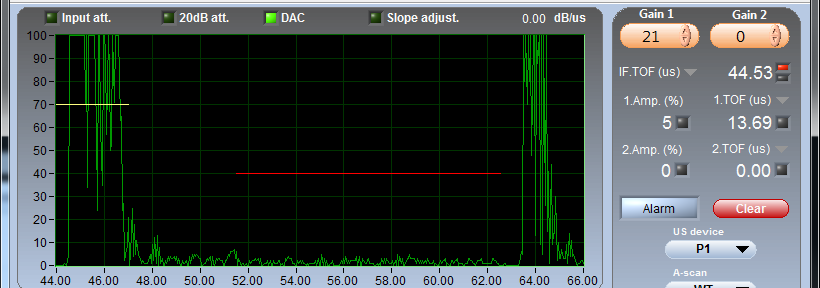 Input att. 20dB att. DAC Slope adjust. 0.00 dB/us
Gain 1 Gain 2
21 0
100
90
80
70
60
50
40
30
20
10
0
44.00 46.00 48.00 50.00 52.00 54.00 56.00 58.00 60.00 62.00 64.00 66.00
IF.TOF (us) 44.53
1.Amp. (%) 1.TOF (us)
5 13.69
2.Amp. (%) 2.TOF (us)
0 0.00
Alarm Clear
US device
P1
A-scan
WT